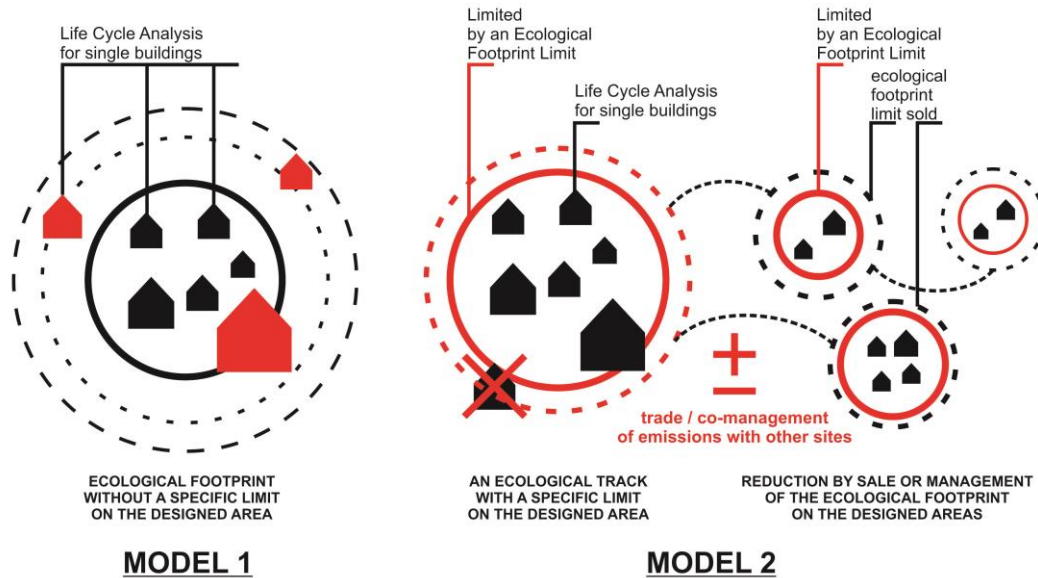 Life Cycle Analysis
for single buildings
ECOLOGICAL FOOTPRINT
WITHOUT A SPECIFIC LIMIT
ON THE DESIGNED AREA
MODEL 1
Limited
by an Ecological
Footprint Limit
Life Cycle Analysis
for single buildings
Limited
by an Ecological
Footprint Limit
ecological
footprint
limit sold
±
trade / co-management
of emissions with other sites
AN ECOLOGICAL TRACK
WITH A SPECIFIC LIMIT
ON THE DESIGNED AREA
REDUCTION BY SALE OR MANAGEMENT
OF THE ECOLOGICAL FOOTPRINT
ON THE DESIGNED AREAS
MODEL 2